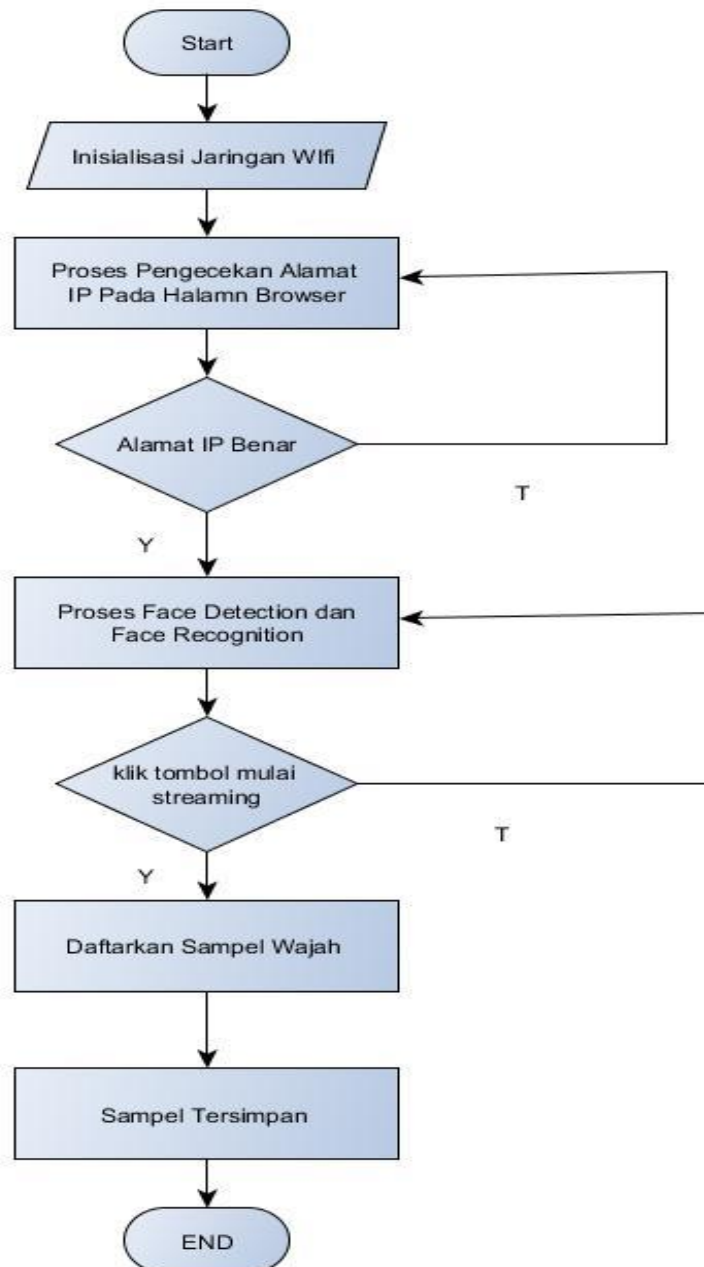 Start
Inisialisasi Jaringan WIfi
Proses Pengecekan Alamat
IP Pada Halamn Browser
Alamat IP Benar
T
Y
Proses Face Detection dan
Face Recognition
klik tombol mulai
streaming
T
Y
Daftarkan Sampel Wajah
Sampel Tersimpan
END